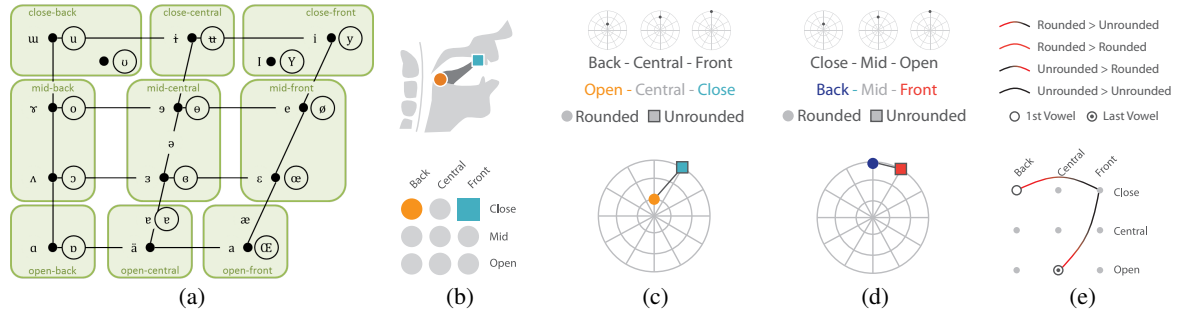 close-back close-central close-front
ɯ u ɨ ʉ i y
ʊ I Y
mid-back mid-central mid-front
ɤ o ɘ ɵ e ø
ə
ʌ ɔ ɜ ɞ ɛ œ
ɐ ɐ æ
ɑ ɒ ä a Œ
open-back open-central open-front
(a)
Back Central Front
Close
Mid
Open
(b)
Back - Central - Front
Open - Central - Close
Rounded Unrounded
(c)
Close - Mid - Open
Back - Mid - Front
Rounded Unrounded
(d)
Rounded > Unrounded
Rounded > Rounded
Unrounded > Rounded
Unrounded > Unrounded
1st Vowel Last Vowel
Back Central Front
Close
Central
Open
(e)